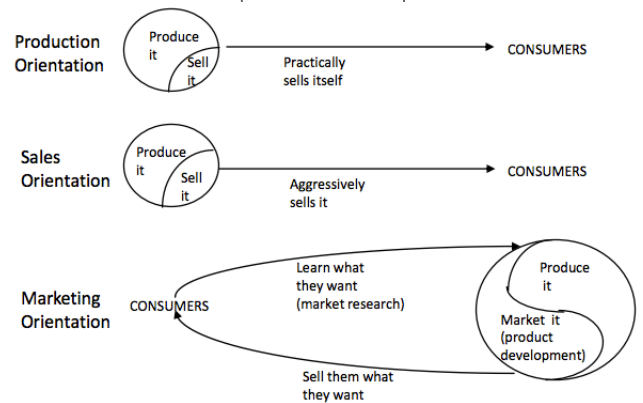 Production
Orientation
Produce
it
Sell
it
Practically
sells itself
CONSUMERS
Sales
Orientation
Produce
it
Sell
it
Aggressively
sells it
CONSUMERS
Marketing
Orientation
CONSUMERS
Learn what
they want
(market research)
Sell them what
they want
Produce
it
Market it
(product
development)